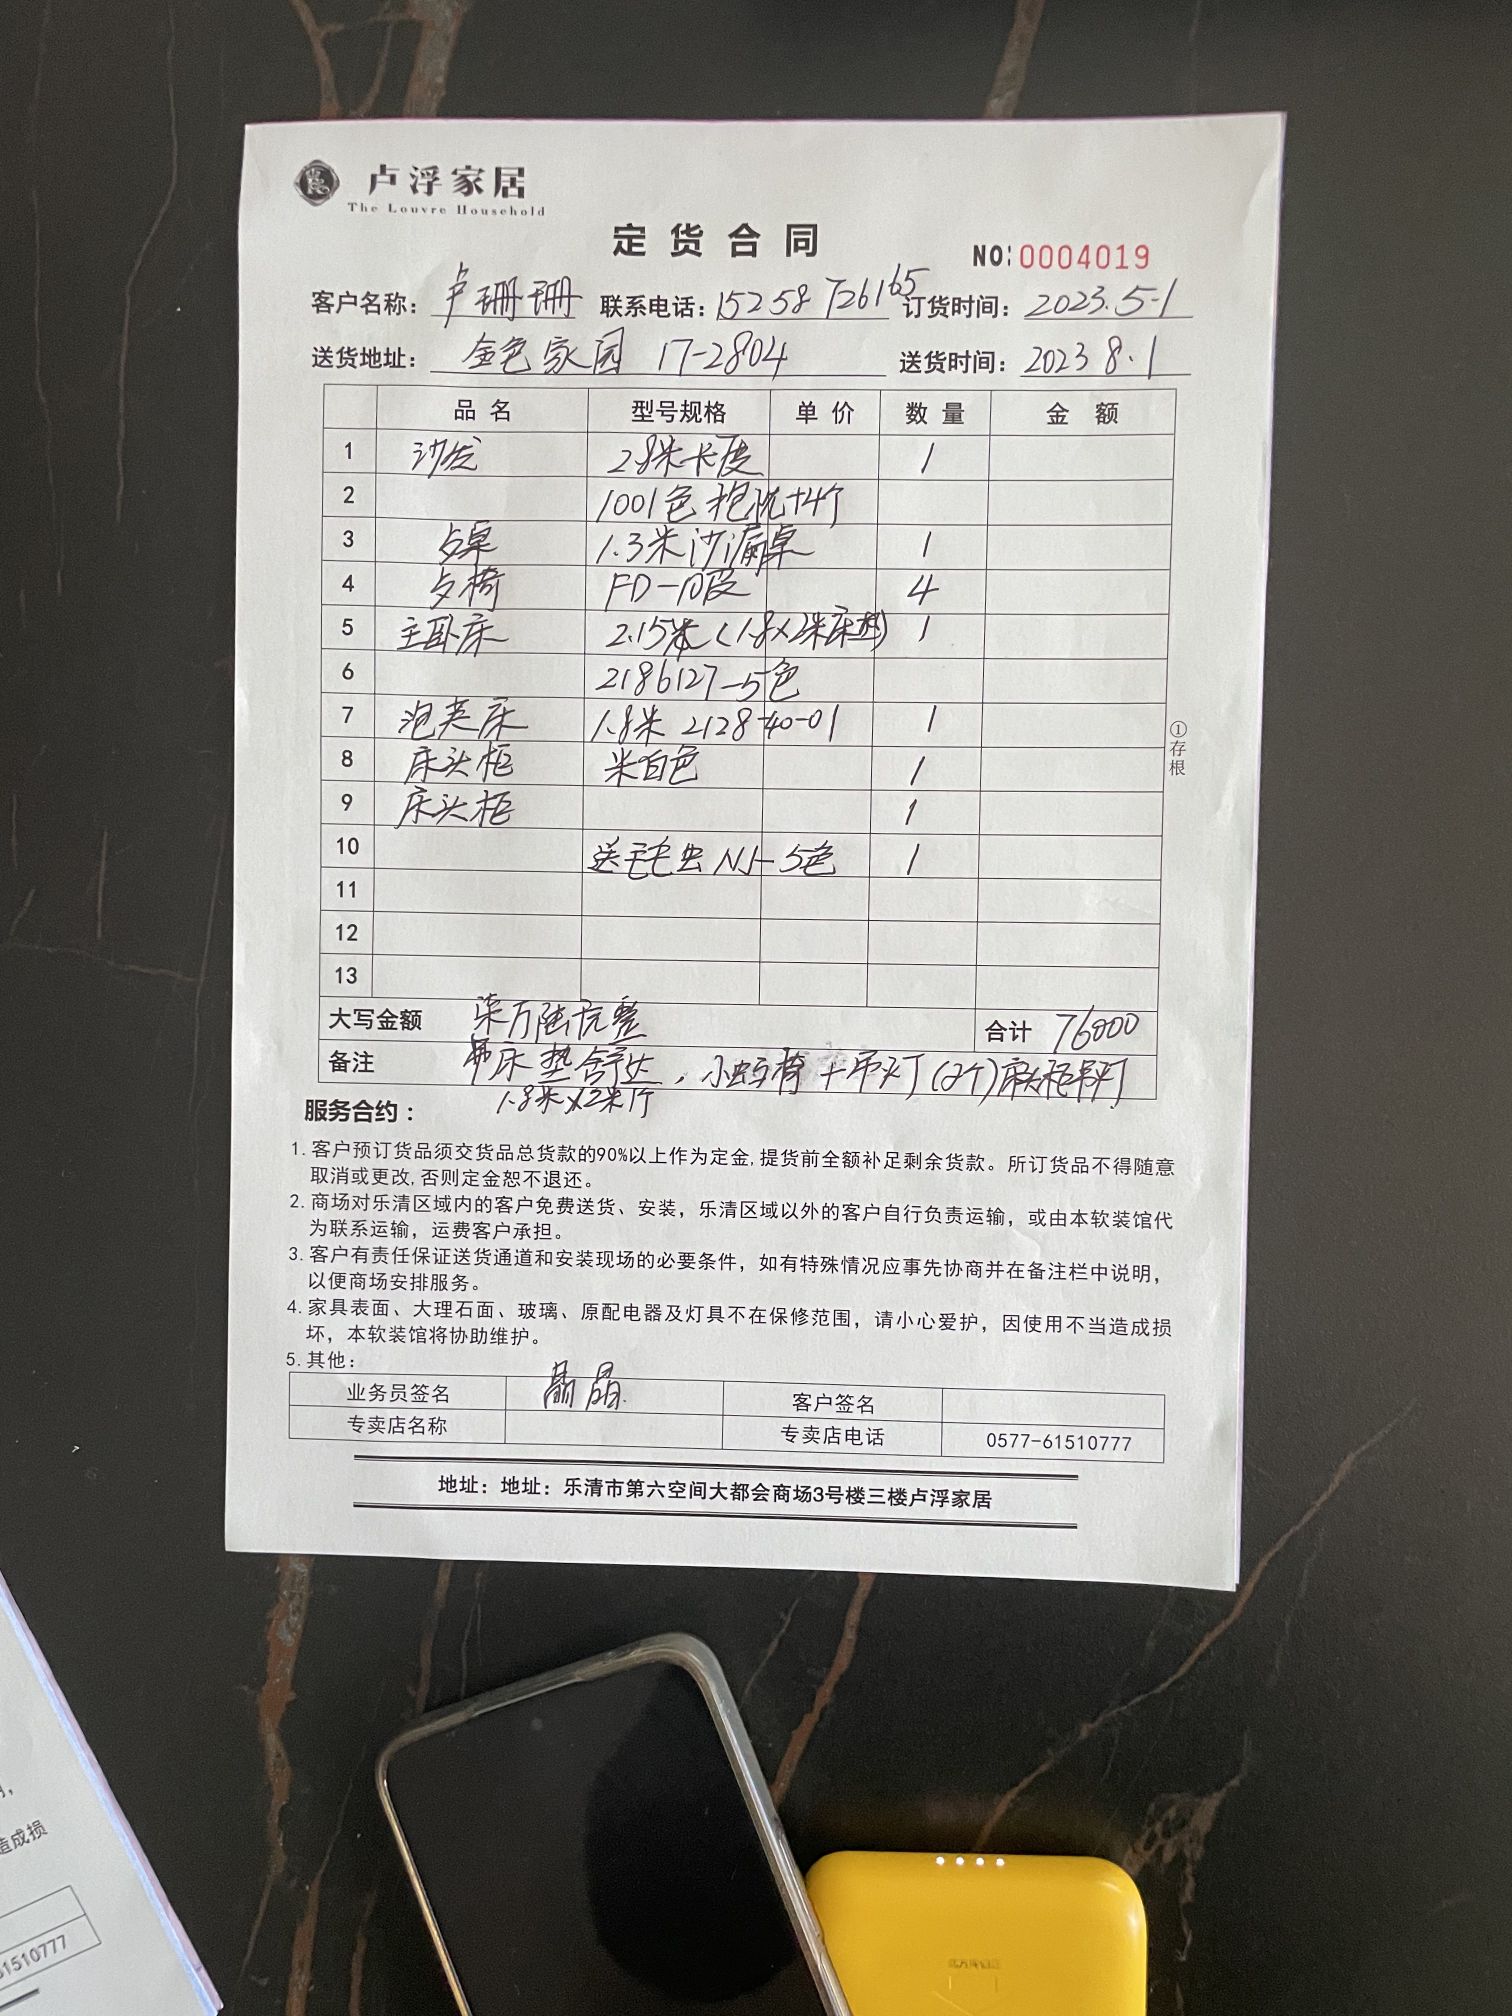 卢浮家居
The Louvre Household
定货合同
NO:0004019
客户名称: 卢珊珊 联系电话: 15258726165 订货时间: 2023.5.1
送货地址: 金色家园 17-2804 送货时间: 2023 8.1
品名 型号规格 单价 数量 金额
1 沙发 2.8米长度 1
2 1001色 抱枕+4个
3 歺桌 1.3米沙漏桌 1
4 歺椅 FD-10皮 4
5 主卧床 2.15米(1.8×2米床垫) 1
6 2186127-5色
7 泡芙床 1.8米 2128-40-01 1
8 床头柜 米白色 1
9 床头柜 1
10 送毛毛虫NJ-5色 1
11
12
13
①存根
大写金额 柒万陆仟元整 合计 76000
备注 带床垫舒达, 椅+吊灯(2个)床头柜吊灯
1.8米×2米1个
服务合约:
1. 客户预订货品须交货品总货款的90%以上作为定金,提货前全额补足剩余货款。所订货品不得随意
取消或更改,否则定金恕不退还。
2. 商场对乐清区域内的客户免费送货、安装,乐清区域以外的客户自行负责运输,或由本软装馆代
为联系运输,运费客户承担。
3. 客户有责任保证送货通道和安装现场的必要条件,如有特殊情况应事先协商并在备注栏中说明,
以便商场安排服务。
4. 家具表面、大理石面、玻璃、原配电器及灯具不在保修范围,请小心爱护,因使用不当造成损
坏,本软装馆将协助维护。
5. 其他:
业务员签名 晶 客户签名
专卖店名称 专卖店电话 0577-61510777
地址:地址:乐清市第六空间大都会商场3号楼三楼卢浮家居
造成损
61510777